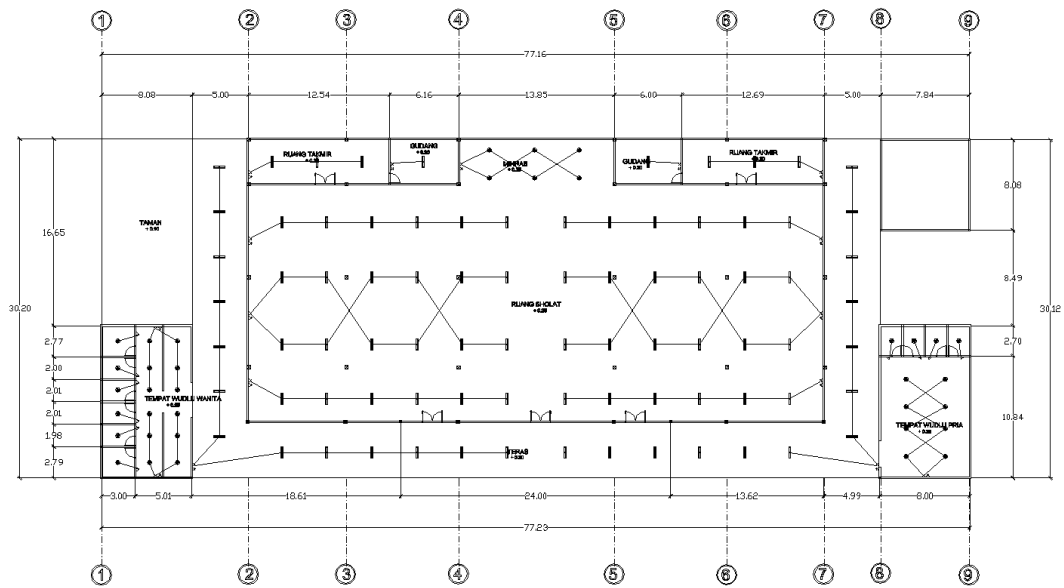 1 2 3 4 5 6 7 8 9
77.16
8.08 5.00 12.54 6.16 13.85 6.00 12.69 5.00 7.84
RUANG TAKMIR
GUDANG
MIHRAB
GUDANG
RUANG TAKMIR
8.08
TAMAN
16.65
8.49
30.20
RUANG SHOLAT
30.12
2.77
2.70
2.00
2.01
TEMPAT WUDLU WANITA
2.01
10.84
TEMPAT WUDLU PRIA
1.98
TERAS
2.79
3.00 5.01 18.61 24.00 13.62 4.99 8.00
77.20
1 2 3 4 5 6 7 8 9